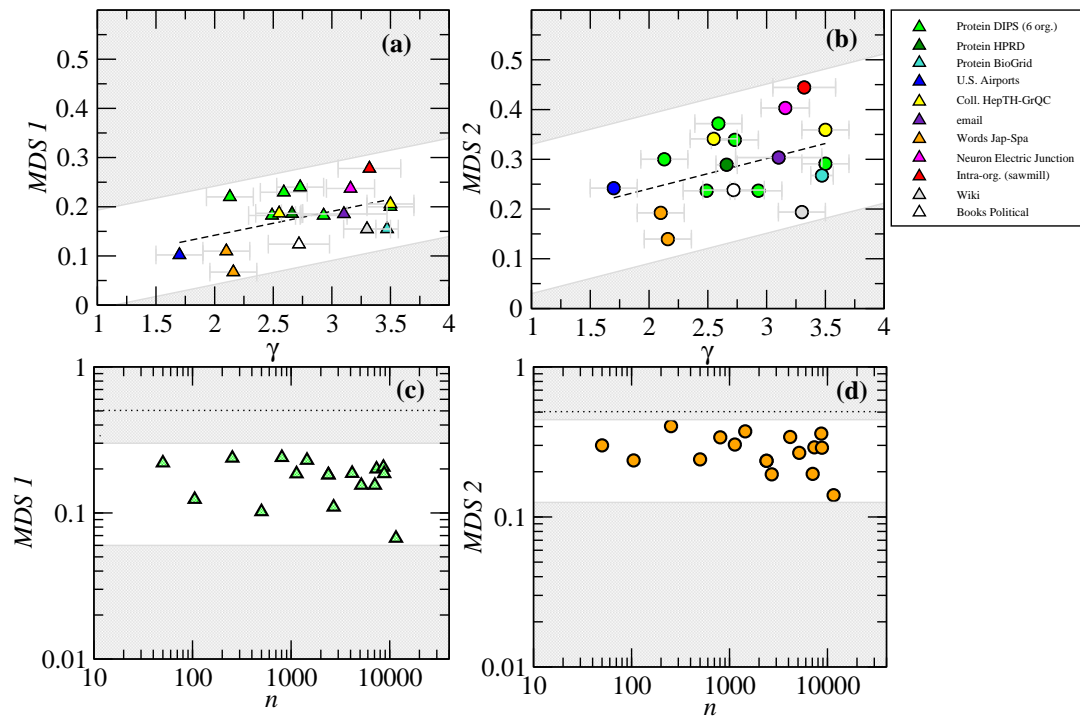 (a)
MDS 1
0.5
0.4
0.3
0.2
0.1
0
1 1.5 2 2.5 3 3.5 4
γ
(b)
MDS 2
0.5
0.4
0.3
0.2
0.1
0
1 1.5 2 2.5 3 3.5 4
γ
Protein DIPS (6 org.)
Protein HPRD
Protein BioGrid
U.S. Airports
Coll. HepTH-GrQC
email
Words Jap-Spa
Neuron Electric Junction
Intra-org. (sawmill)
Wiki
Books Political
(c)
MDS 1
1
0.1
0.01
10 100 1000 10000
n
(d)
MDS 2
1
0.1
0.01
10 100 1000 10000
n